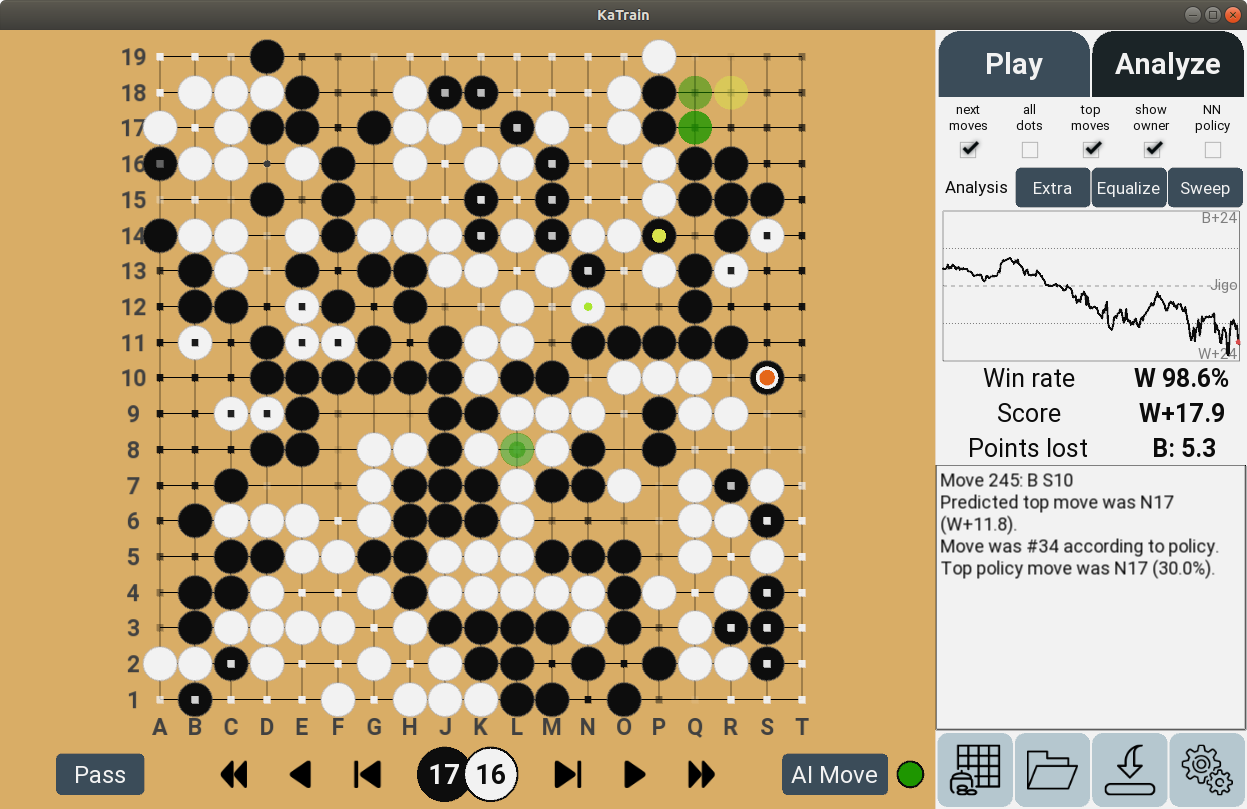 KaTrain
Play
Analyze
next moves
all dots
top moves
show owner
NN policy
Analysis
Extra
Equalize
Sweep
B+24
Jigo
W+24
Win rate W 98.6%
Score W+17.9
Points lost B: 5.3
Move 245: B S10
Predicted top move was N17
(W+11.8).
Move was #34 according to policy.
Top policy move was N17 (30.0%).
19
18
17
16
15
14
13
12
11
10
9
8
7
6
5
4
3
2
1
A B C D E F G H J K L M N O P Q R S T
Pass
17
16
AI Move